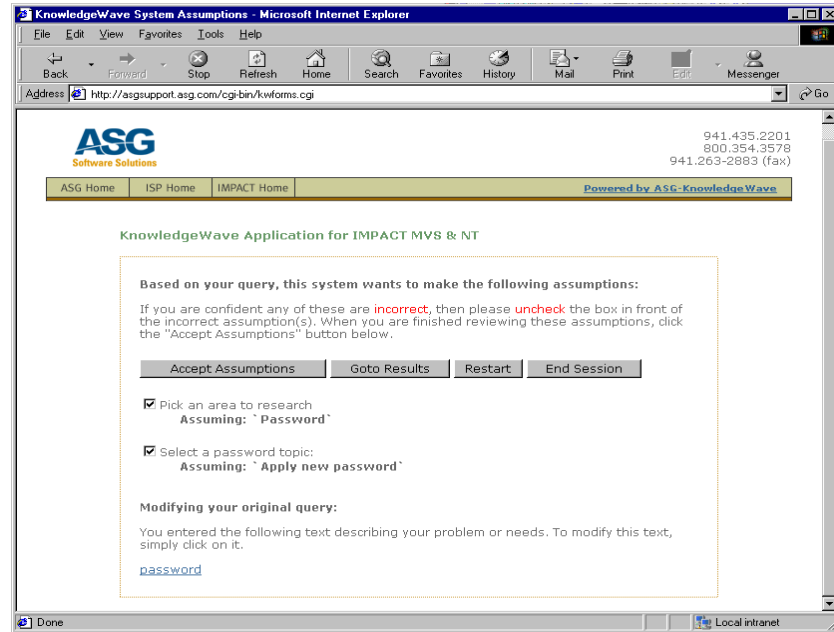 KnowledgeWave System Assumptions - Microsoft Internet Explorer
File Edit View Favorites Tools Help
Back Forward Stop Refresh Home Search Favorites History Mail Print Edit Messenger
Address http://asgsupport.asg.com/cgi-bin/kwforms.cgi Go
ASG
Software Solutions
941.435.2201
800.354.3578
941.263-2883 (fax)
ASG Home ISP Home IMPACT Home Powered by ASG-KnowledgeWave
KnowledgeWave Application for IMPACT MVS & NT
Based on your query, this system wants to make the following assumptions:
If you are confident any of these are incorrect, then please uncheck the box in front of
the incorrect assumption(s). When you are finished reviewing these assumptions, click
the "Accept Assumptions" button below.
Accept Assumptions Goto Results Restart End Session
Pick an area to research
Assuming: `Password`
Select a password topic:
Assuming: `Apply new password`
Modifying your original query:
You entered the following text describing your problem or needs. To modify this text,
simply click on it.
password
Done Local intranet